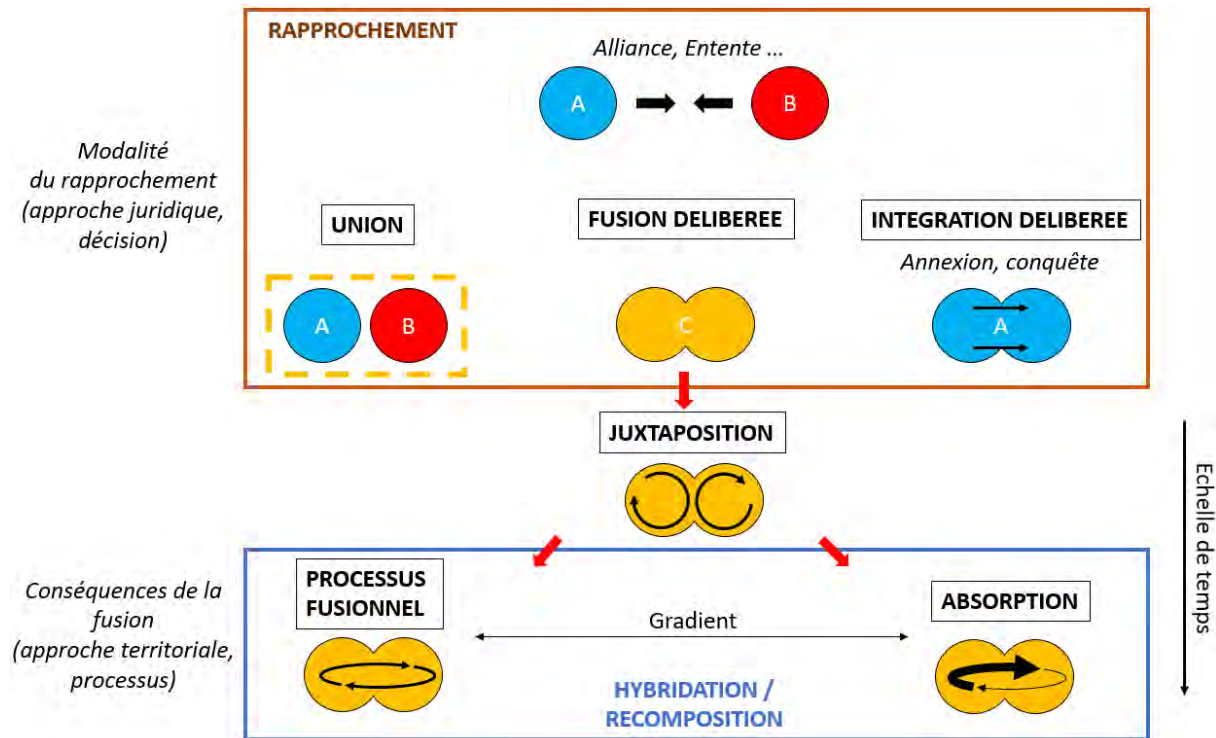 RAPPROCHEMENT
Alliance, Entente ...
A
B
Modalité
du rapprochement
(approche juridique,
décision)
UNION
FUSION DELIBEREE
INTEGRATION DELIBEREE
Annexion, conquête
A
B
C
A
JUXTAPOSITION
Echelle de temps
Conséquences de la
fusion
(approche territoriale,
processus)
PROCESSUS
FUSIONNEL
Gradient
ABSORPTION
HYBRIDATION /
RECOMPOSITION